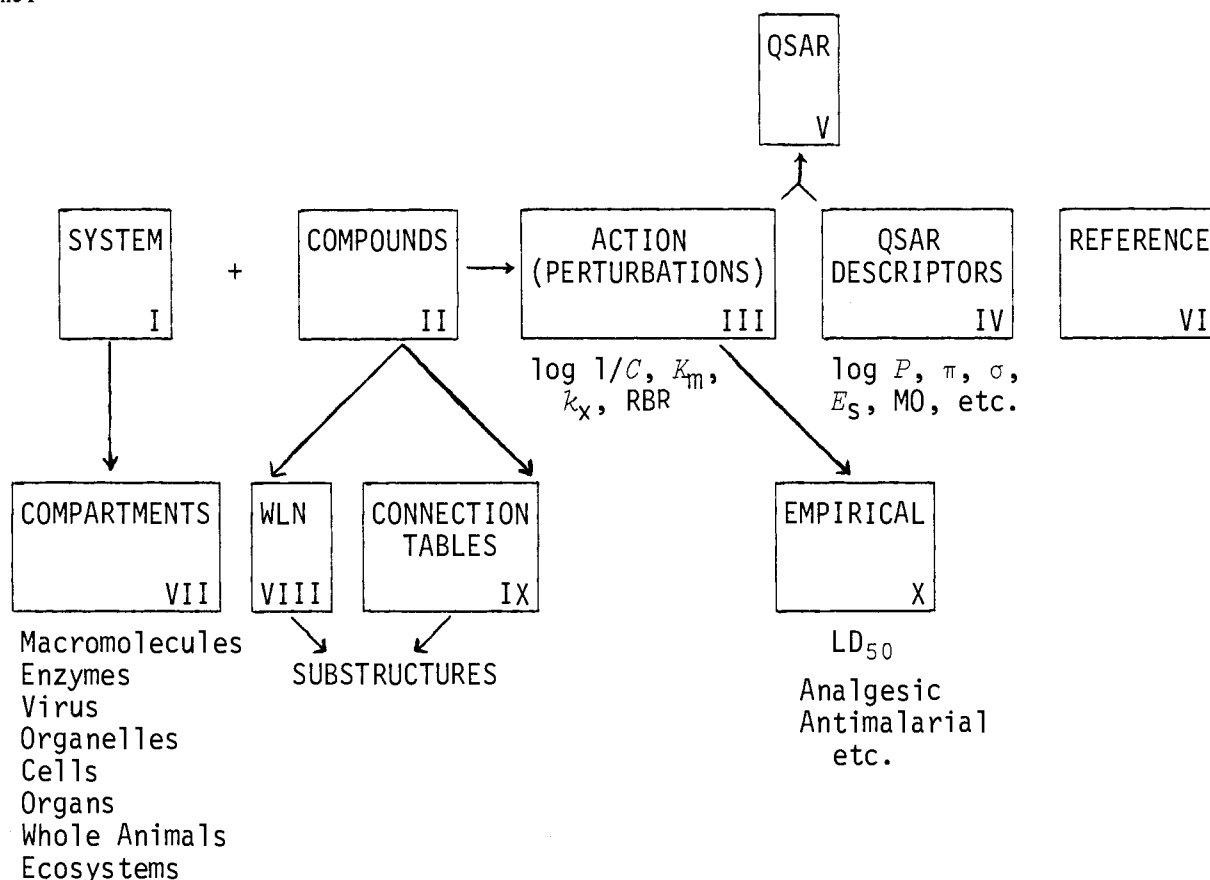 QSAR
V
SYSTEM
I
+
COMPOUNDS
II
ACTION
(PERTURBATIONS)
III
QSAR
DESCRIPTORS
IV
REFERENCE
VI
log 1/C, Km,
kx, RBR
log P, π, σ,
Es, MO, etc.
COMPARTMENTS
VII
WLN
VIII
CONNECTION
TABLES
IX
EMPIRICAL
X
Macromolecules
Enzymes
Virus
Organelles
Cells
Organs
Whole Animals
Ecosystems
SUBSTRUCTURES
LD50
Analgesic
Antimalarial
etc.